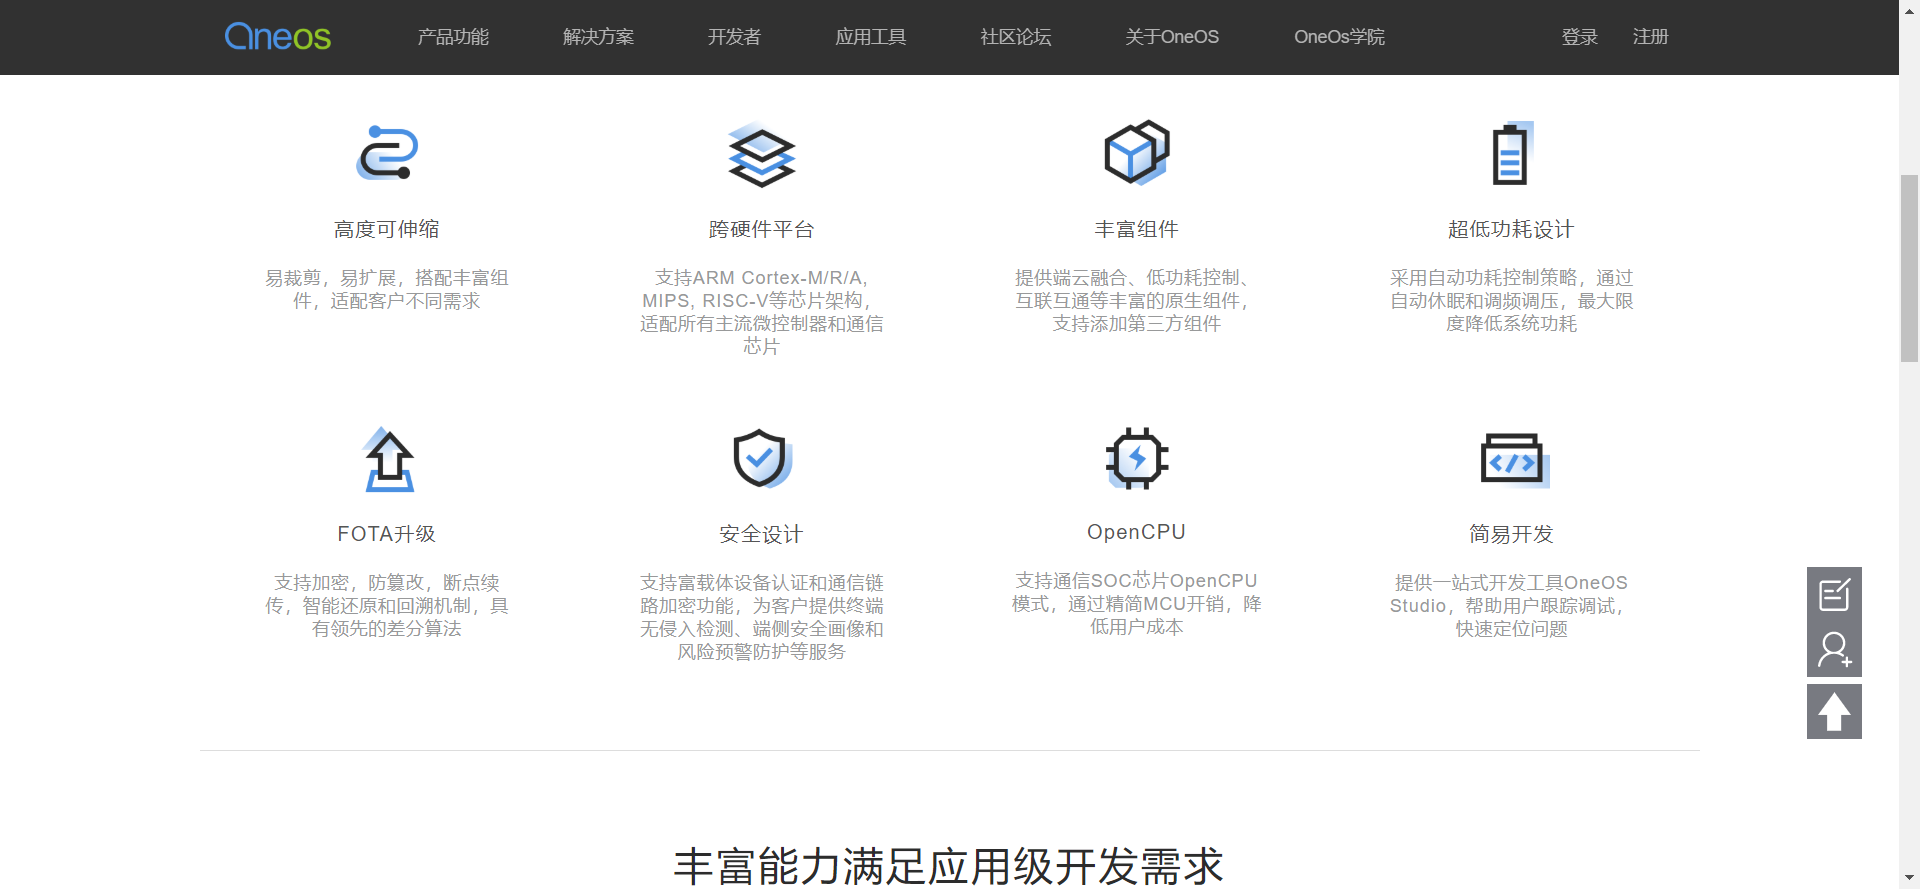 Oneos 产品功能 解决方案 开发者 应用工具 社区论坛 关于OneOS OneOs学院 登录 注册
高度可伸缩
易裁剪，易扩展，搭配丰富组
件，适配客户不同需求
跨硬件平台
支持ARM Cortex-M/R/A,
MIPS, RISC-V等芯片架构，
适配所有主流微控制器和通信
芯片
丰富组件
提供端云融合、低功耗控制、
互联互通等丰富的原生组件，
支持添加第三方组件
超低功耗设计
采用自动功耗控制策略，通过
自动休眠和调频调压，最大限
度降低系统功耗
FOTA升级
支持加密，防篡改，断点续
传，智能还原和回溯机制，具
有领先的差分算法
安全设计
支持富载体设备认证和通信链
路加密功能，为客户提供终端
无侵入检测、端侧安全画像和
风险预警防护等服务
OpenCPU
支持通信SOC芯片OpenCPU
模式，通过精简MCU开销，降
低用户成本
简易开发
提供一站式开发工具OneOS
Studio，帮助用户跟踪调试，
快速定位问题
丰富能力满足应用级开发需求